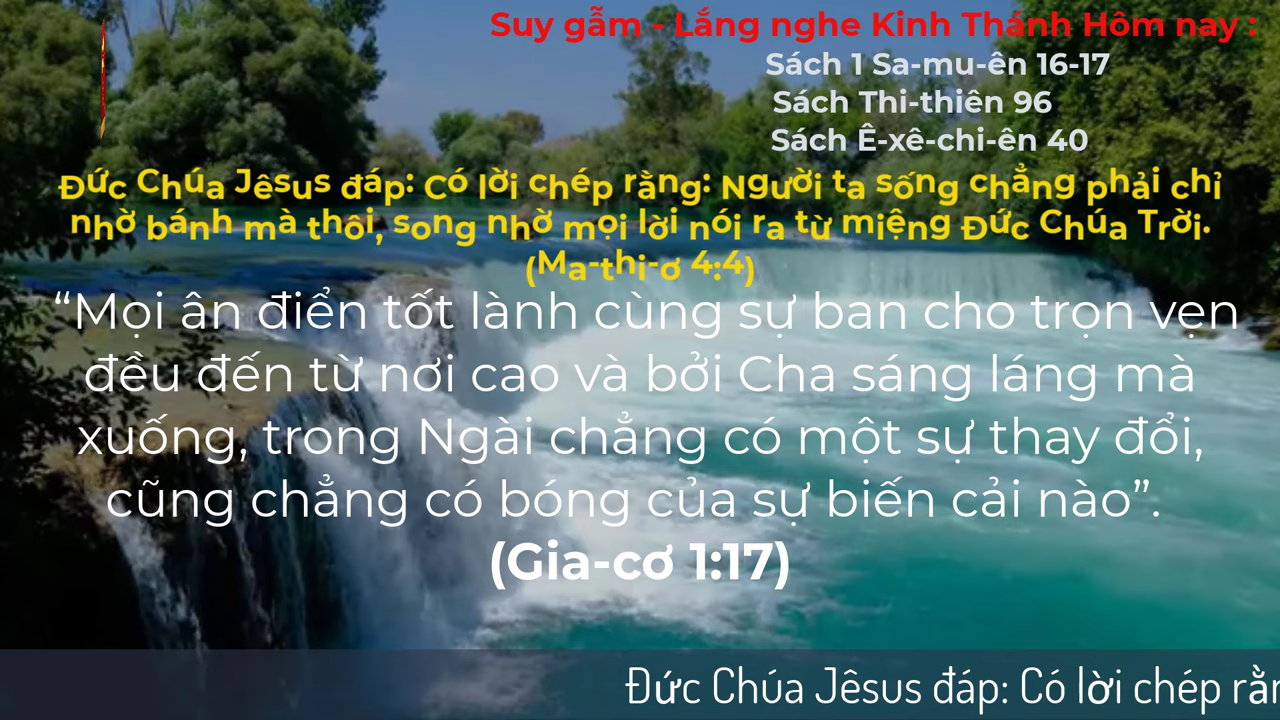 Suy gẫm - Lắng nghe Kinh Thánh Hôm nay :
Sách 1 Sa-mu-ên 16-17
Sách Thi-thiên 96
Sách Ê-xê-chi-ên 40
Đức Chúa Jêsus đáp: Có lời chép rằng: Người ta sống chẳng phải chỉ
nhờ bánh mà thôi, song nhờ mọi lời nói ra từ miệng Đức Chúa Trời.
(Ma-thi-ơ 4:4)
“Mọi ân điển tốt lành cùng sự ban cho trọn vẹn
đều đến từ nơi cao và bởi Cha sáng láng mà
xuống, trong Ngài chẳng có một sự thay đổi,
cũng chẳng có bóng của sự biến cải nào”.
(Gia-cơ 1:17)
Đức Chúa Jêsus đáp: Có lời chép